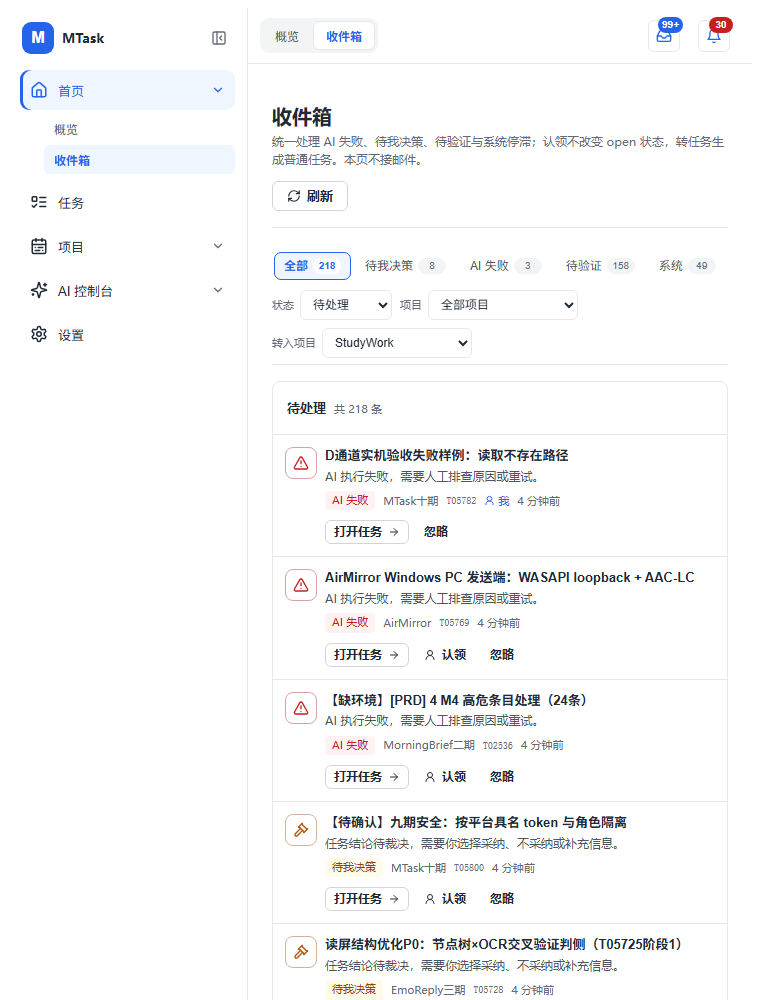 M MTask
概览 收件箱
99+ 30
首页
概览
收件箱
任务
项目
AI 控制台
设置
收件箱
统一处理 AI 失败、待我决策、待验证与系统停滞；认领不改变 open 状态，转任务生
成普通任务。本页不接邮件。
刷新
全部 218 待我决策 8 AI 失败 3 待验证 158 系统 49
状态 待处理 项目 全部项目
转入项目 StudyWork
待处理 共 218 条
D通道实机验收失败样例：读取不存在路径
AI 执行失败，需要人工排查原因或重试。
AI 失败 MTask十期 T05782 我 4 分钟前
打开任务 → 忽略
AirMirror Windows PC 发送端：WASAPI loopback + AAC-LC
AI 执行失败，需要人工排查原因或重试。
AI 失败 AirMirror T05769 4 分钟前
打开任务 → 认领 忽略
【缺环境】[PRD] 4 M4 高危条目处理（24条）
AI 执行失败，需要人工排查原因或重试。
AI 失败 MorningBrief二期 T02536 4 分钟前
打开任务 → 认领 忽略
【待确认】九期安全：按平台具名 token 与角色隔离
任务结论待裁决，需要你选择采纳、不采纳或补充信息。
待我决策 MTask十期 T05800 4 分钟前
打开任务 → 认领 忽略
读屏结构优化P0：节点树×OCR交叉验证判侧（T05725阶段1）
任务结论待裁决，需要你选择采纳、不采纳或补充信息。
待我决策 EmoReply三期 T05728 4 分钟前